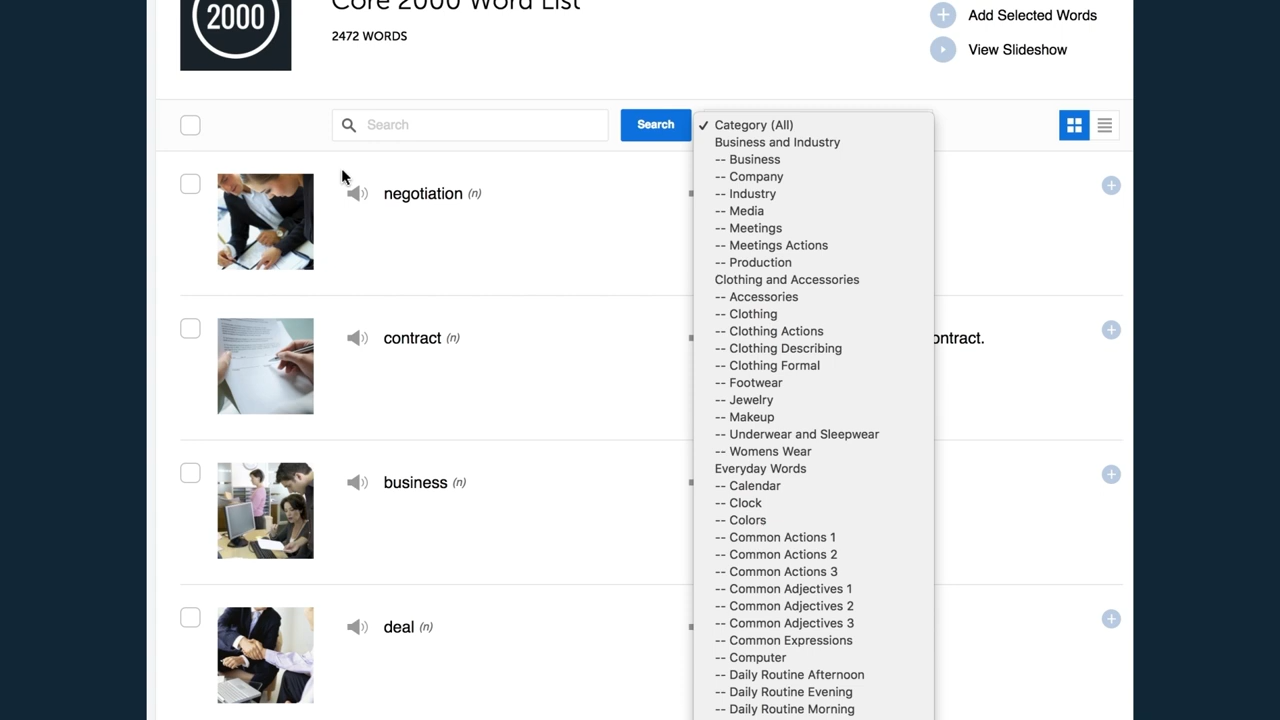 2000
Core 2000 Word List
2472 WORDS
Add Selected Words
View Slideshow
Search
Search
✓ Category (All)
Business and Industry
-- Business
-- Company
-- Industry
-- Media
-- Meetings
-- Meetings Actions
-- Production
Clothing and Accessories
-- Accessories
-- Clothing
-- Clothing Actions
-- Clothing Describing
-- Clothing Formal
-- Footwear
-- Jewelry
-- Makeup
-- Underwear and Sleepwear
-- Womens Wear
Everyday Words
-- Calendar
-- Clock
-- Colors
-- Common Actions 1
-- Common Actions 2
-- Common Actions 3
-- Common Adjectives 1
-- Common Adjectives 2
-- Common Adjectives 3
-- Common Expressions
-- Computer
-- Daily Routine Afternoon
-- Daily Routine Evening
-- Daily Routine Morning
negotiation (n)
contract (n)
ontract.
business (n)
deal (n)